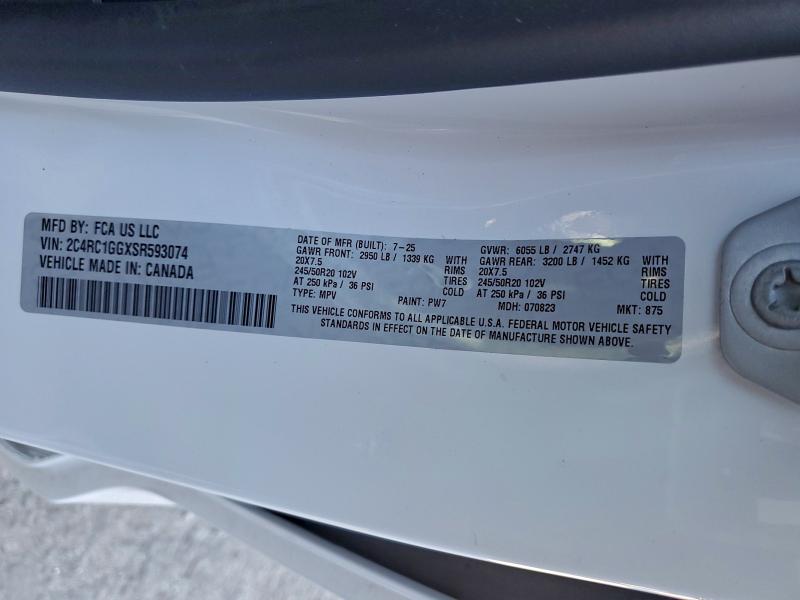 MFD BY: FCA US LLC
VIN: 2C4RC1GGXSR593074
VEHICLE MADE IN: CANADA
DATE OF MFR (BUILT): 7-25
GAWR FRONT: 2950 LB / 1339 KG WITH
20X7.5 RIMS
245/50R20 102V TIRES
AT 250 kPa / 36 PSI COLD
TYPE: MPV PAINT: PW7
GVWR: 6055 LB / 2747 KG
GAWR REAR: 3200 LB / 1452 KG WITH
20X7.5 RIMS
245/50R20 102V TIRES
AT 250 kPa / 36 PSI COLD
MDH: 070823 MKT: 875
THIS VEHICLE CONFORMS TO ALL APPLICABLE U.S.A. FEDERAL MOTOR VEHICLE SAFETY
STANDARDS IN EFFECT ON THE DATE OF MANUFACTURE SHOWN ABOVE.